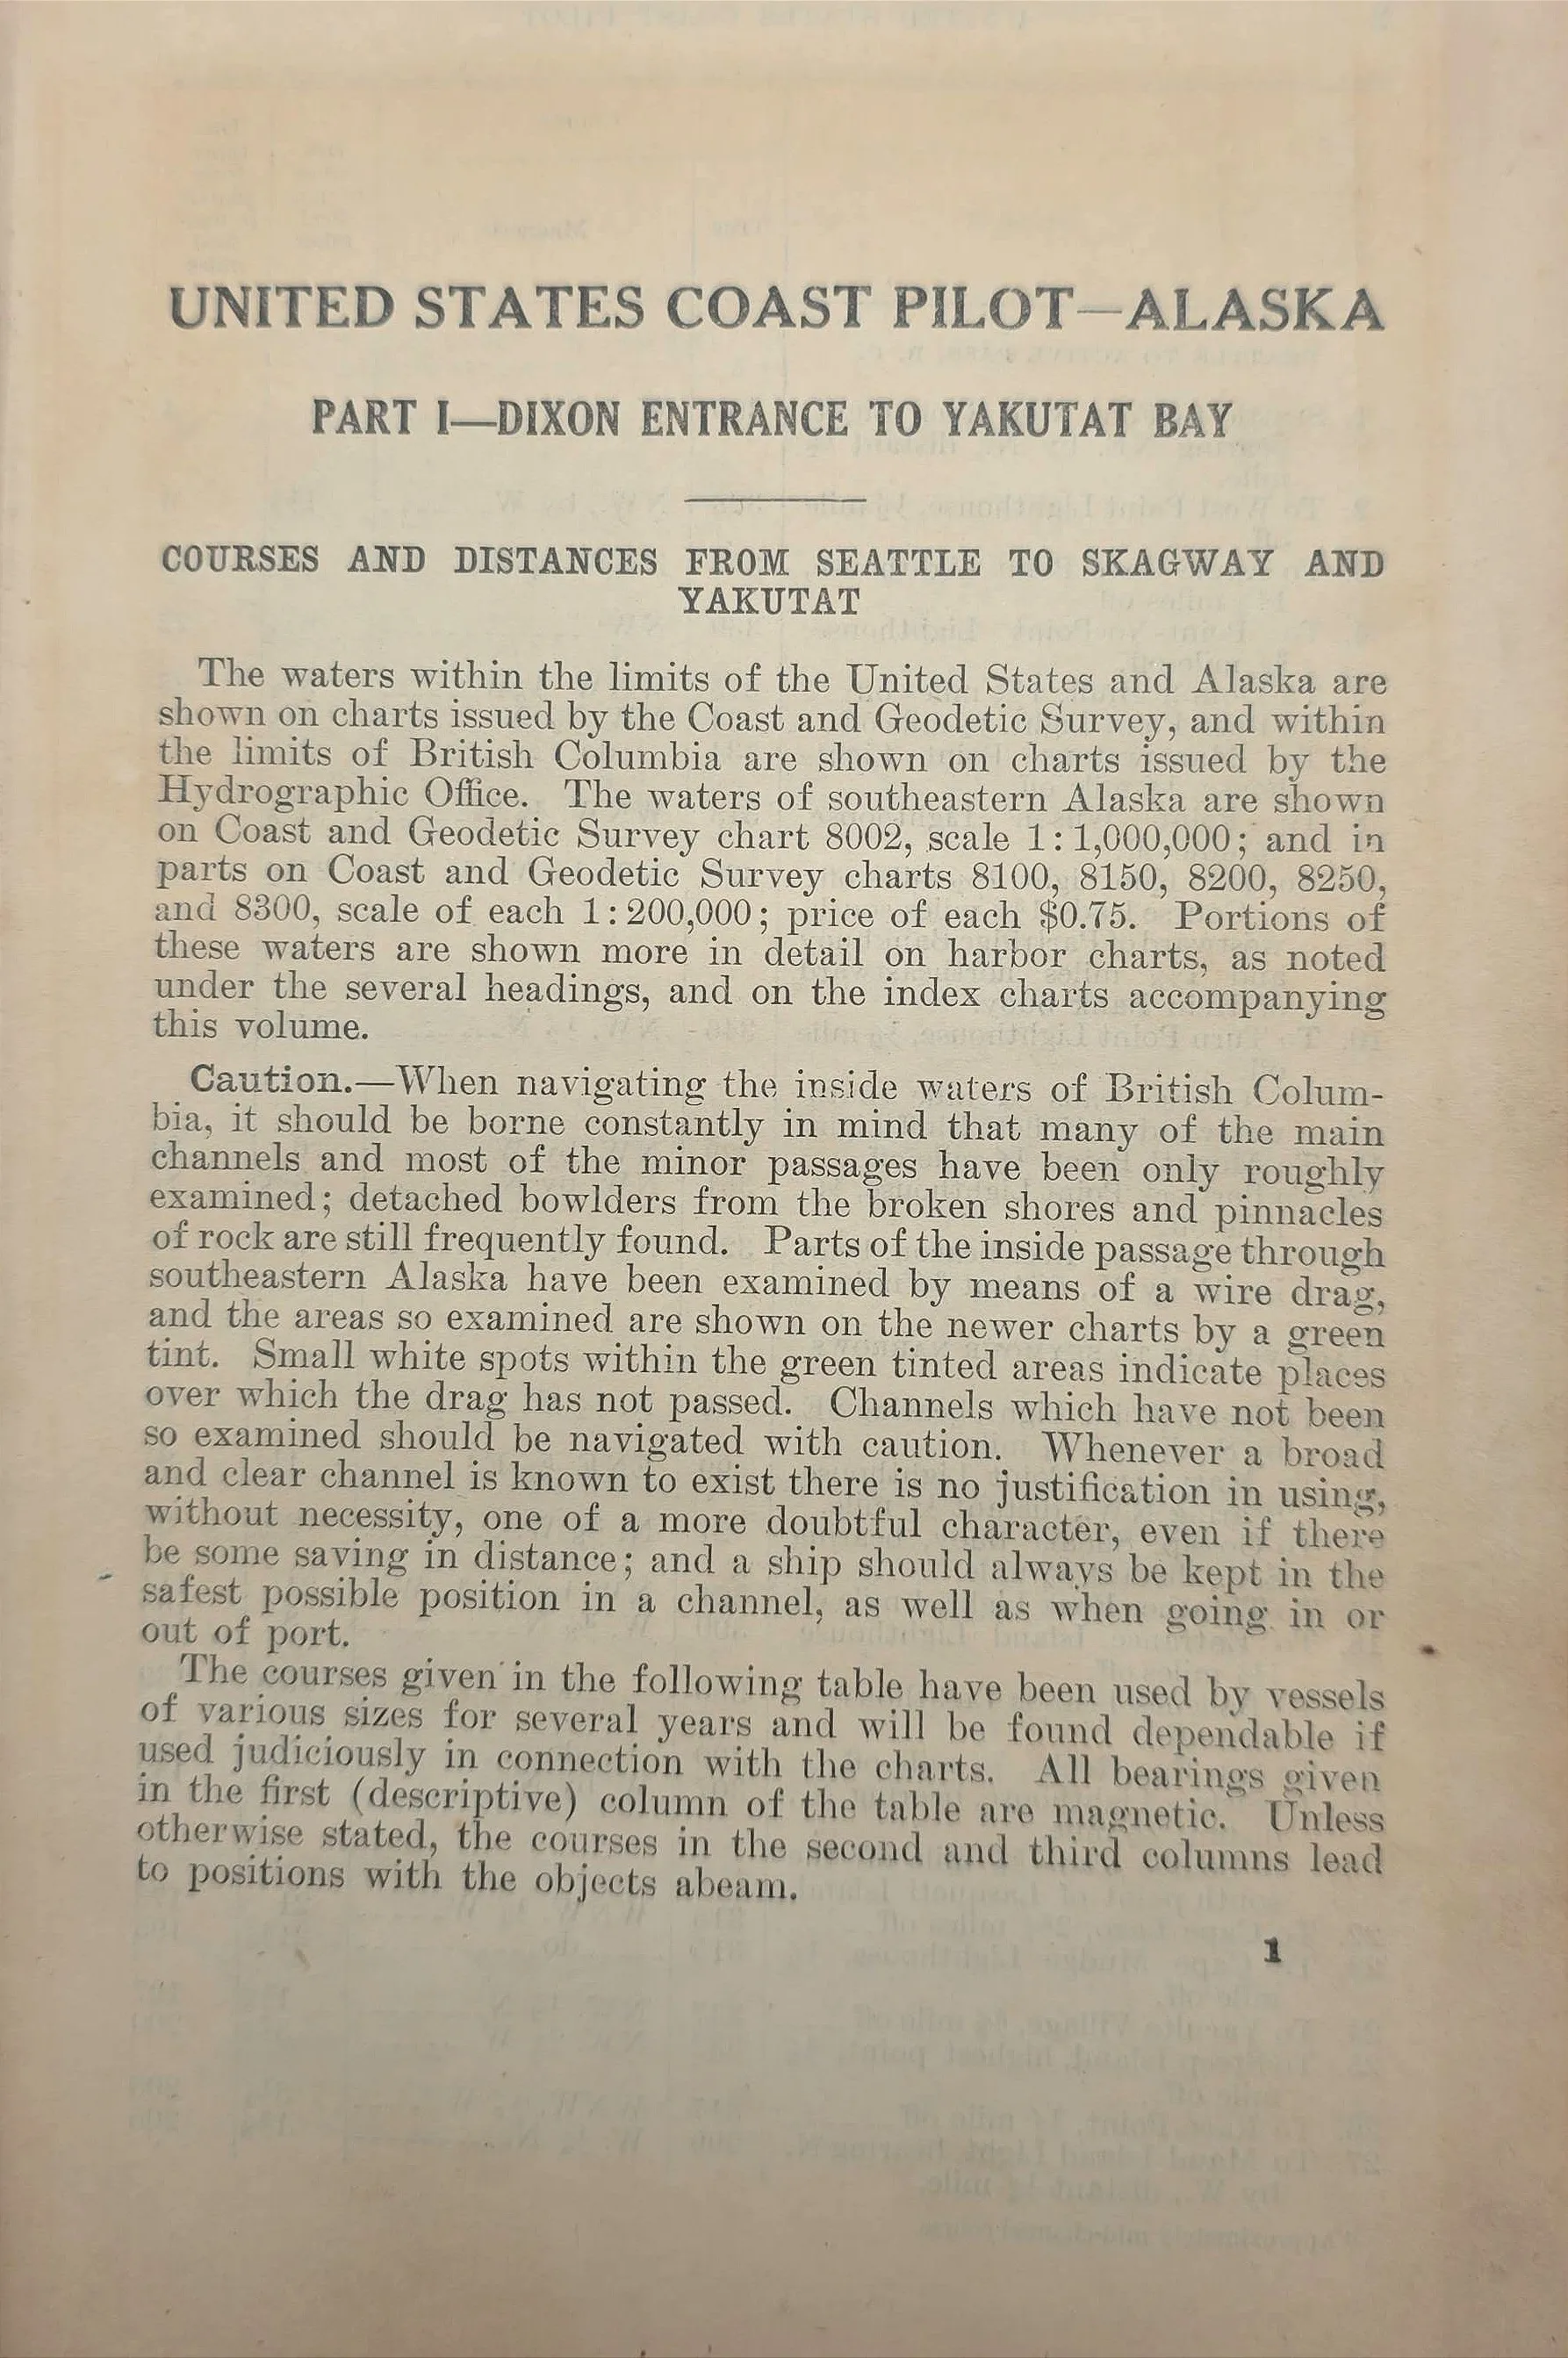 UNITED STATES COAST PILOT—ALASKA
PART I—DIXON ENTRANCE TO YAKUTAT BAY
COURSES AND DISTANCES FROM SEATTLE TO SKAGWAY AND
YAKUTAT
The waters within the limits of the United States and Alaska are
shown on charts issued by the Coast and Geodetic Survey, and within
the limits of British Columbia are shown on charts issued by the
Hydrographic Office. The waters of southeastern Alaska are shown
on Coast and Geodetic Survey chart 8002, scale 1:1,000,000; and in
parts on Coast and Geodetic Survey charts 8100, 8150, 8200, 8250,
and 8300, scale of each 1:200,000; price of each $0.75. Portions of
these waters are shown more in detail on harbor charts, as noted
under the several headings, and on the index charts accompanying
this volume.
Caution.—When navigating the inside waters of British Colum-
bia, it should be borne constantly in mind that many of the main
channels and most of the minor passages have been only roughly
examined; detached bowlders from the broken shores and pinnacles
of rock are still frequently found. Parts of the inside passage through
southeastern Alaska have been examined by means of a wire drag,
and the areas so examined are shown on the newer charts by a green
tint. Small white spots within the green tinted areas indicate places
over which the drag has not passed. Channels which have not been
so examined should be navigated with caution. Whenever a broad
and clear channel is known to exist there is no justification in using,
without necessity, one of a more doubtful character, even if there
be some saving in distance; and a ship should always be kept in the
safest possible position in a channel, as well as when going in or
out of port.
The courses given in the following table have been used by vessels
of various sizes for several years and will be found dependable if
used judiciously in connection with the charts. All bearings given
in the first (descriptive) column of the table are magnetic. Unless
otherwise stated, the courses in the second and third columns lead
to positions with the objects abeam.
1